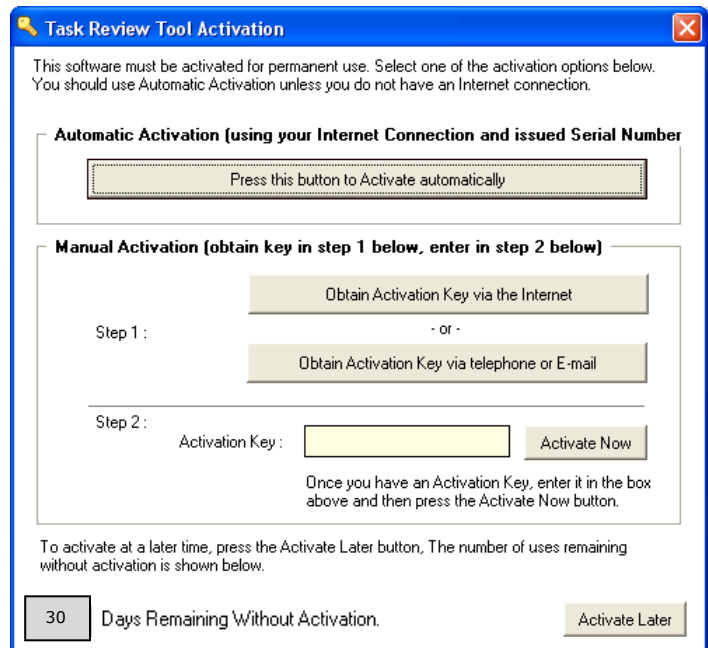 Task Review Tool Activation
This software must be activated for permanent use. Select one of the activation options below.
You should use Automatic Activation unless you do not have an Internet connection.
Automatic Activation (using your Internet Connection and issued Serial Number
Press this button to Activate automatically
Manual Activation (obtain key in step 1 below, enter in step 2 below)
Obtain Activation Key via the Internet
Step 1 :
- or -
Obtain Activation Key via telephone or E-mail
Step 2 :
Activation Key :
Activate Now
Once you have an Activation Key, enter it in the box
above and then press the Activate Now button.
To activate at a later time, press the Activate Later button, The number of uses remaining
without activation is shown below.
30 Days Remaining Without Activation.
Activate Later